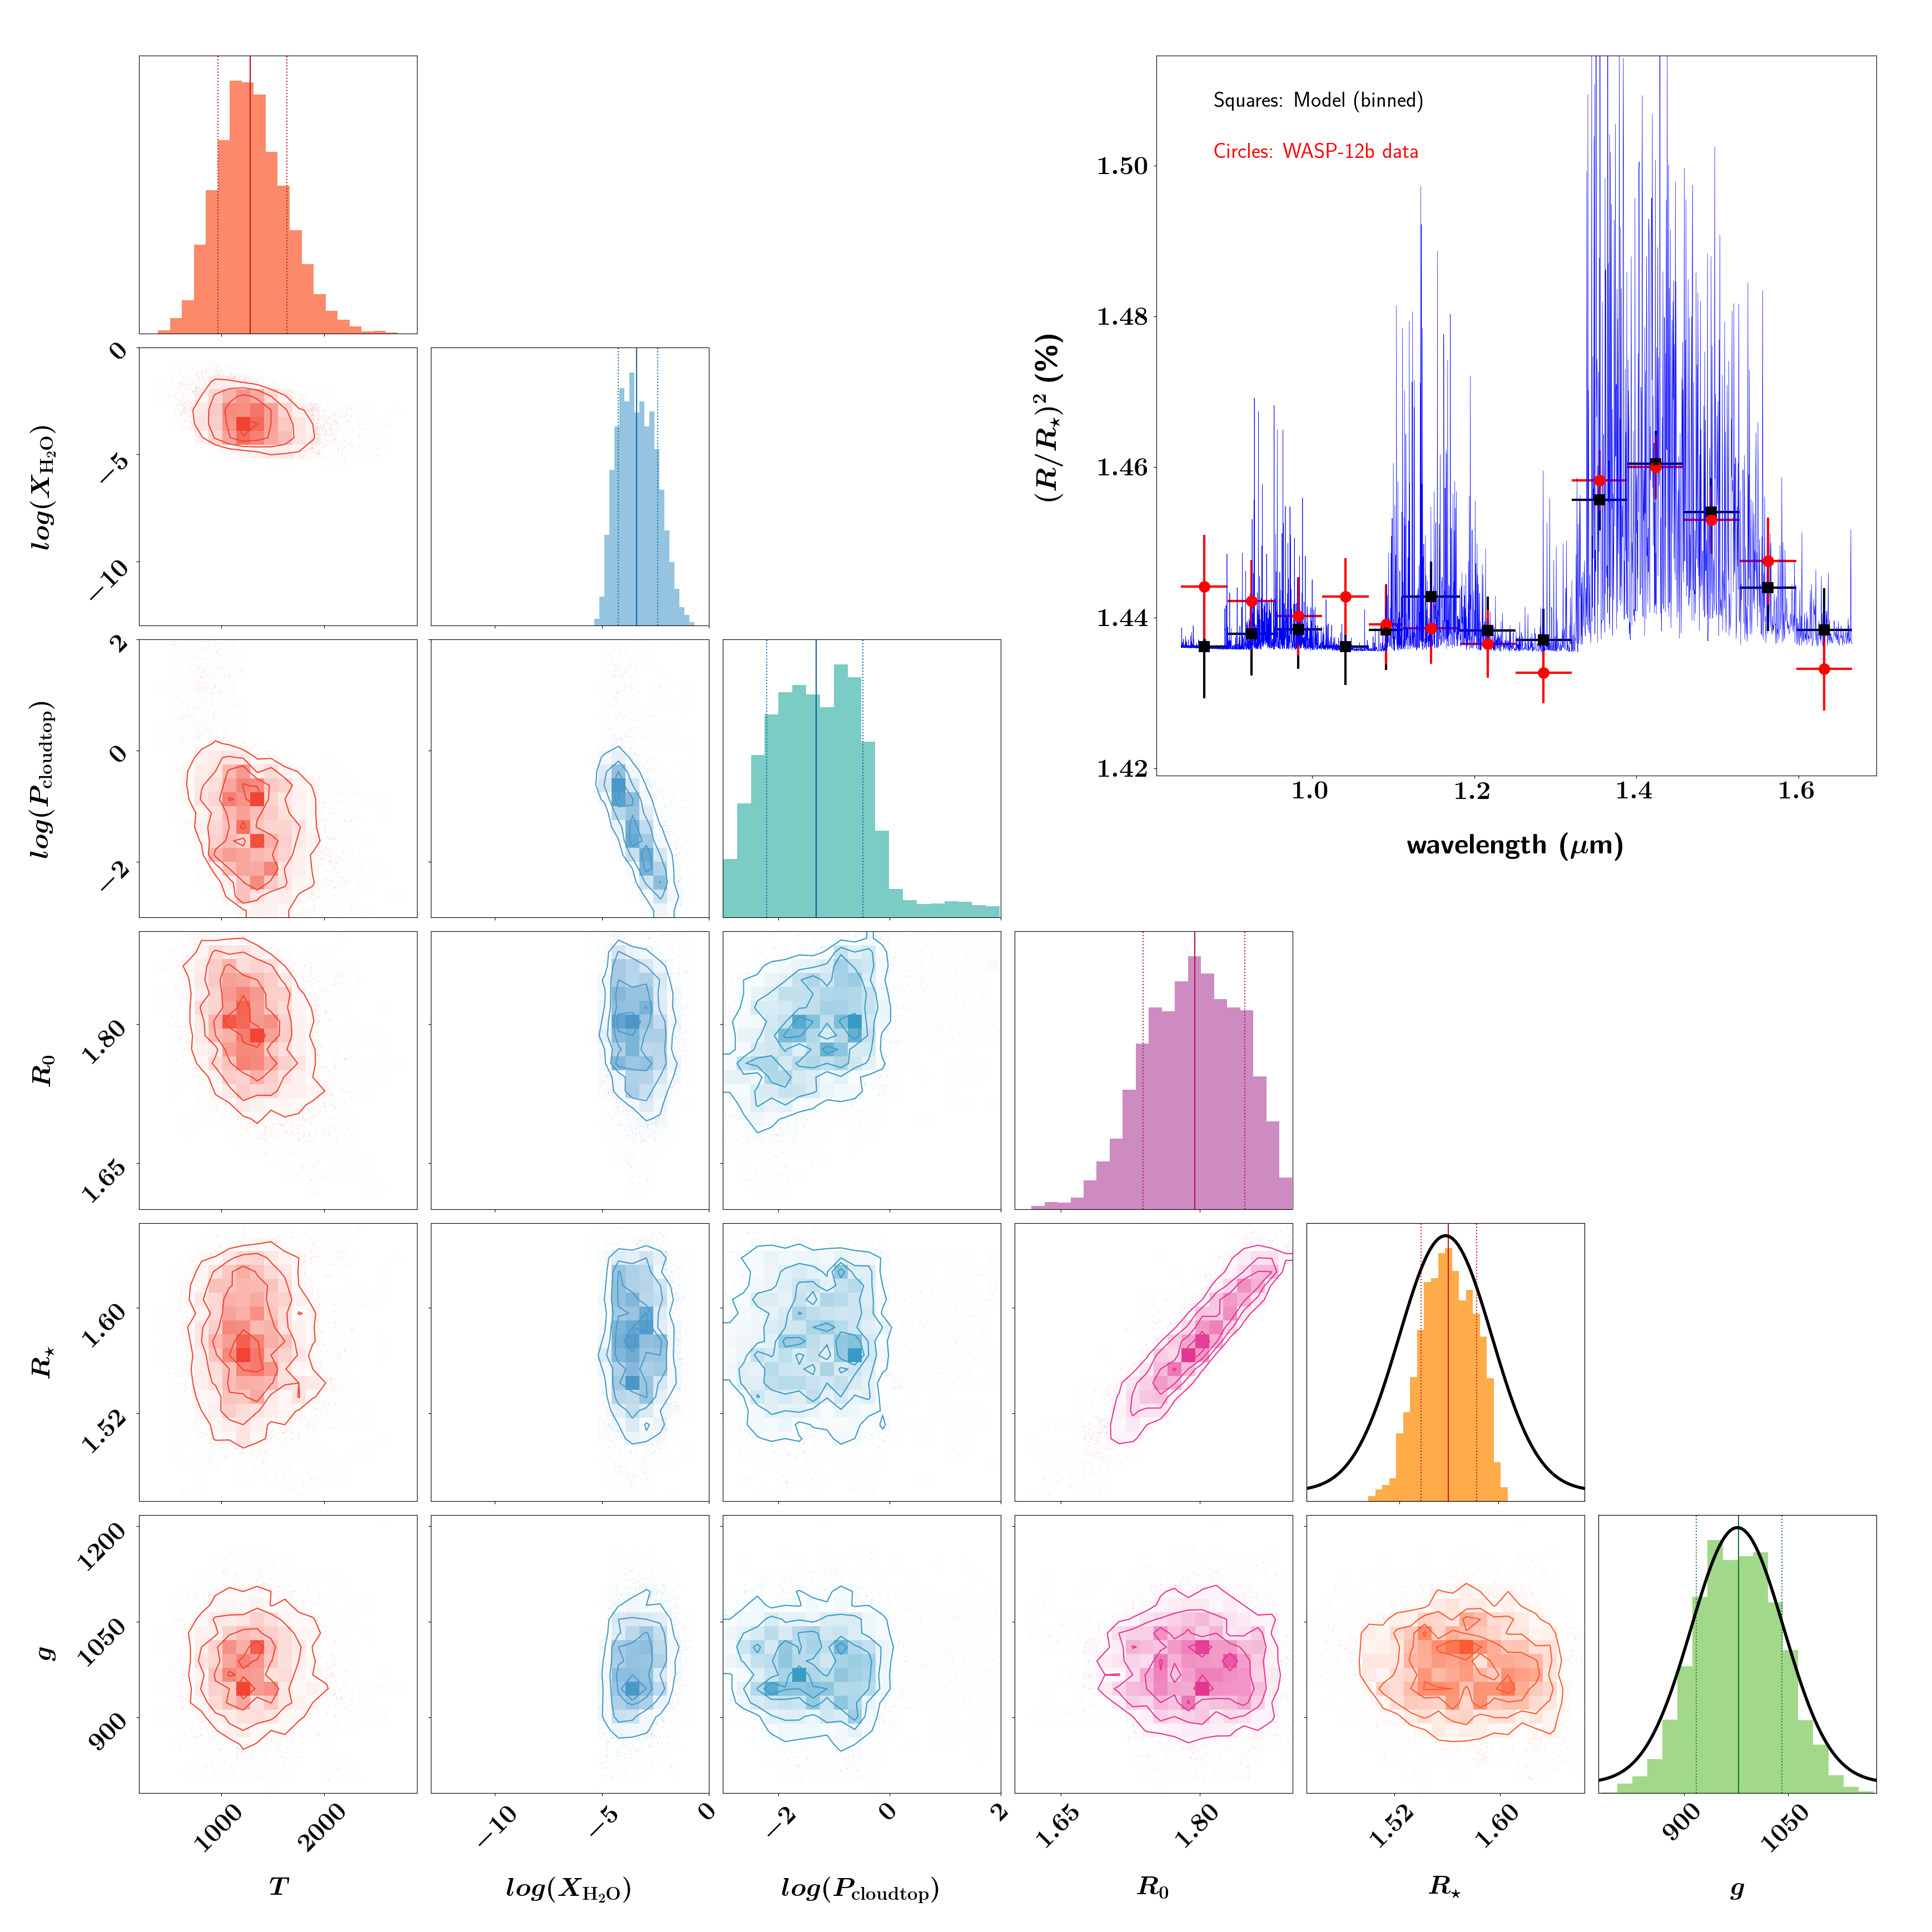 Squares: Model (binned)
Circles: WASP-12b data
1.50
1.48
1.46
1.44
1.42
(R/R⋆)² (%)
1.0 1.2 1.4 1.6
wavelength (μm)
0
−5
−10
log(X_H₂O)
2
0
−2
log(P_cloudtop)
1.80
1.65
R₀
1.60
1.52
R⋆
1200
1050
900
g
1000 2000 −10 −5 0 −2 0 2 1.65 1.80 1.52 1.60 900 1050
T log(X_H₂O) log(P_cloudtop) R₀ R⋆ g